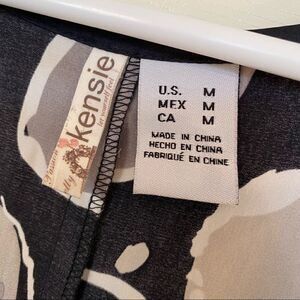 kensie
U.S. M
MEX M
CA M
MADE IN CHINA
HECHO EN CHINA
FABRIQUÉ EN CHINE